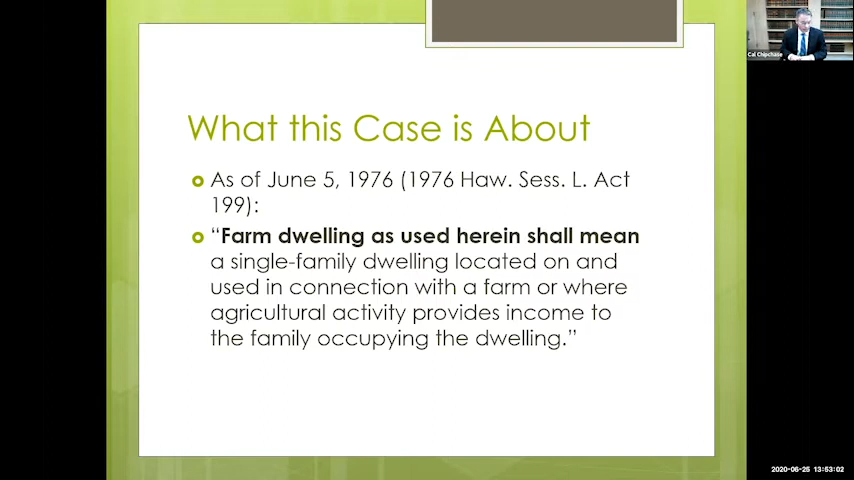 Cal Chipchase
What this Case is About
As of June 5, 1976 (1976 Haw. Sess. L. Act
199):
“Farm dwelling as used herein shall mean
a single-family dwelling located on and
used in connection with a farm or where
agricultural activity provides income to
the family occupying the dwelling.”
2020-06-25 13:53:02